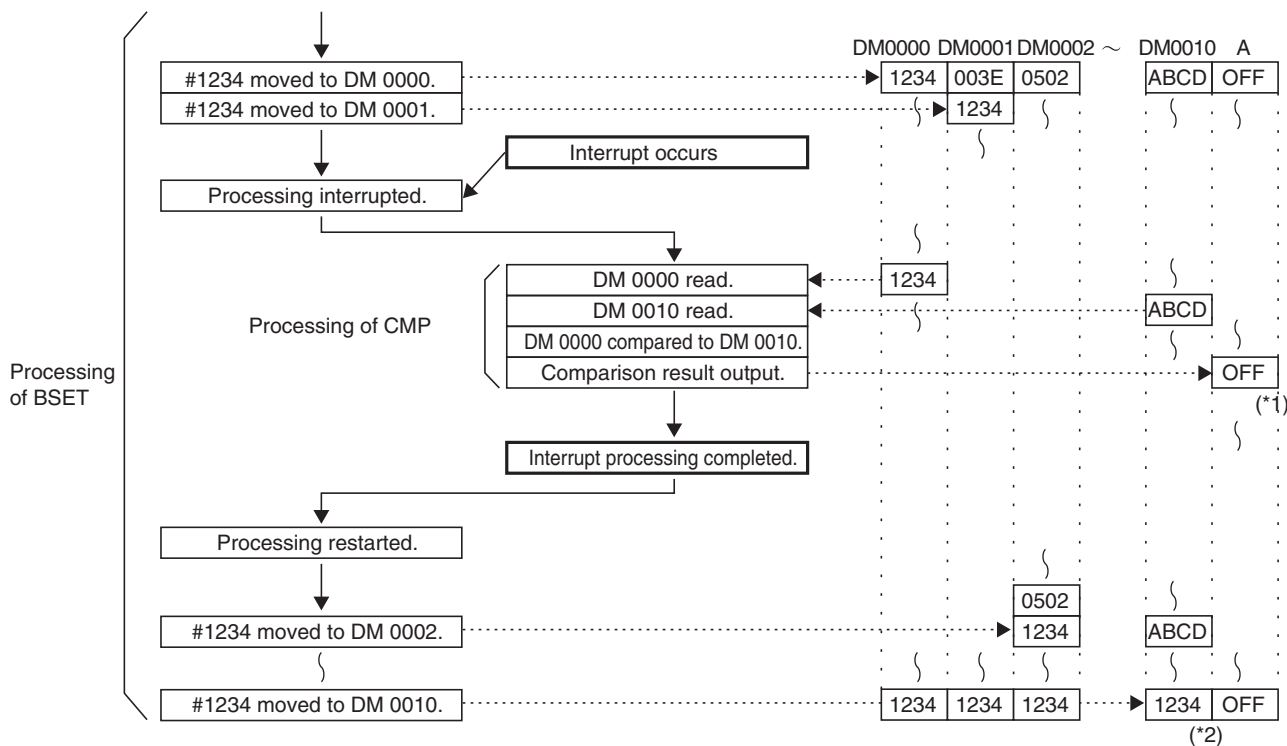 DM0000 DM0001 DM0002 ~ DM0010 A
#1234 moved to DM 0000. 1234 003E 0502 ABCD OFF
#1234 moved to DM 0001. 1234
Interrupt occurs
Processing interrupted.
DM 0000 read. 1234
DM 0010 read. ABCD
Processing of CMP
DM 0000 compared to DM 0010.
Comparison result output. OFF
(*1)
Processing
of BSET
Interrupt processing completed.
Processing restarted.
0502
#1234 moved to DM 0002. 1234 ABCD
#1234 moved to DM 0010. 1234 1234 1234 1234 OFF
(*2)